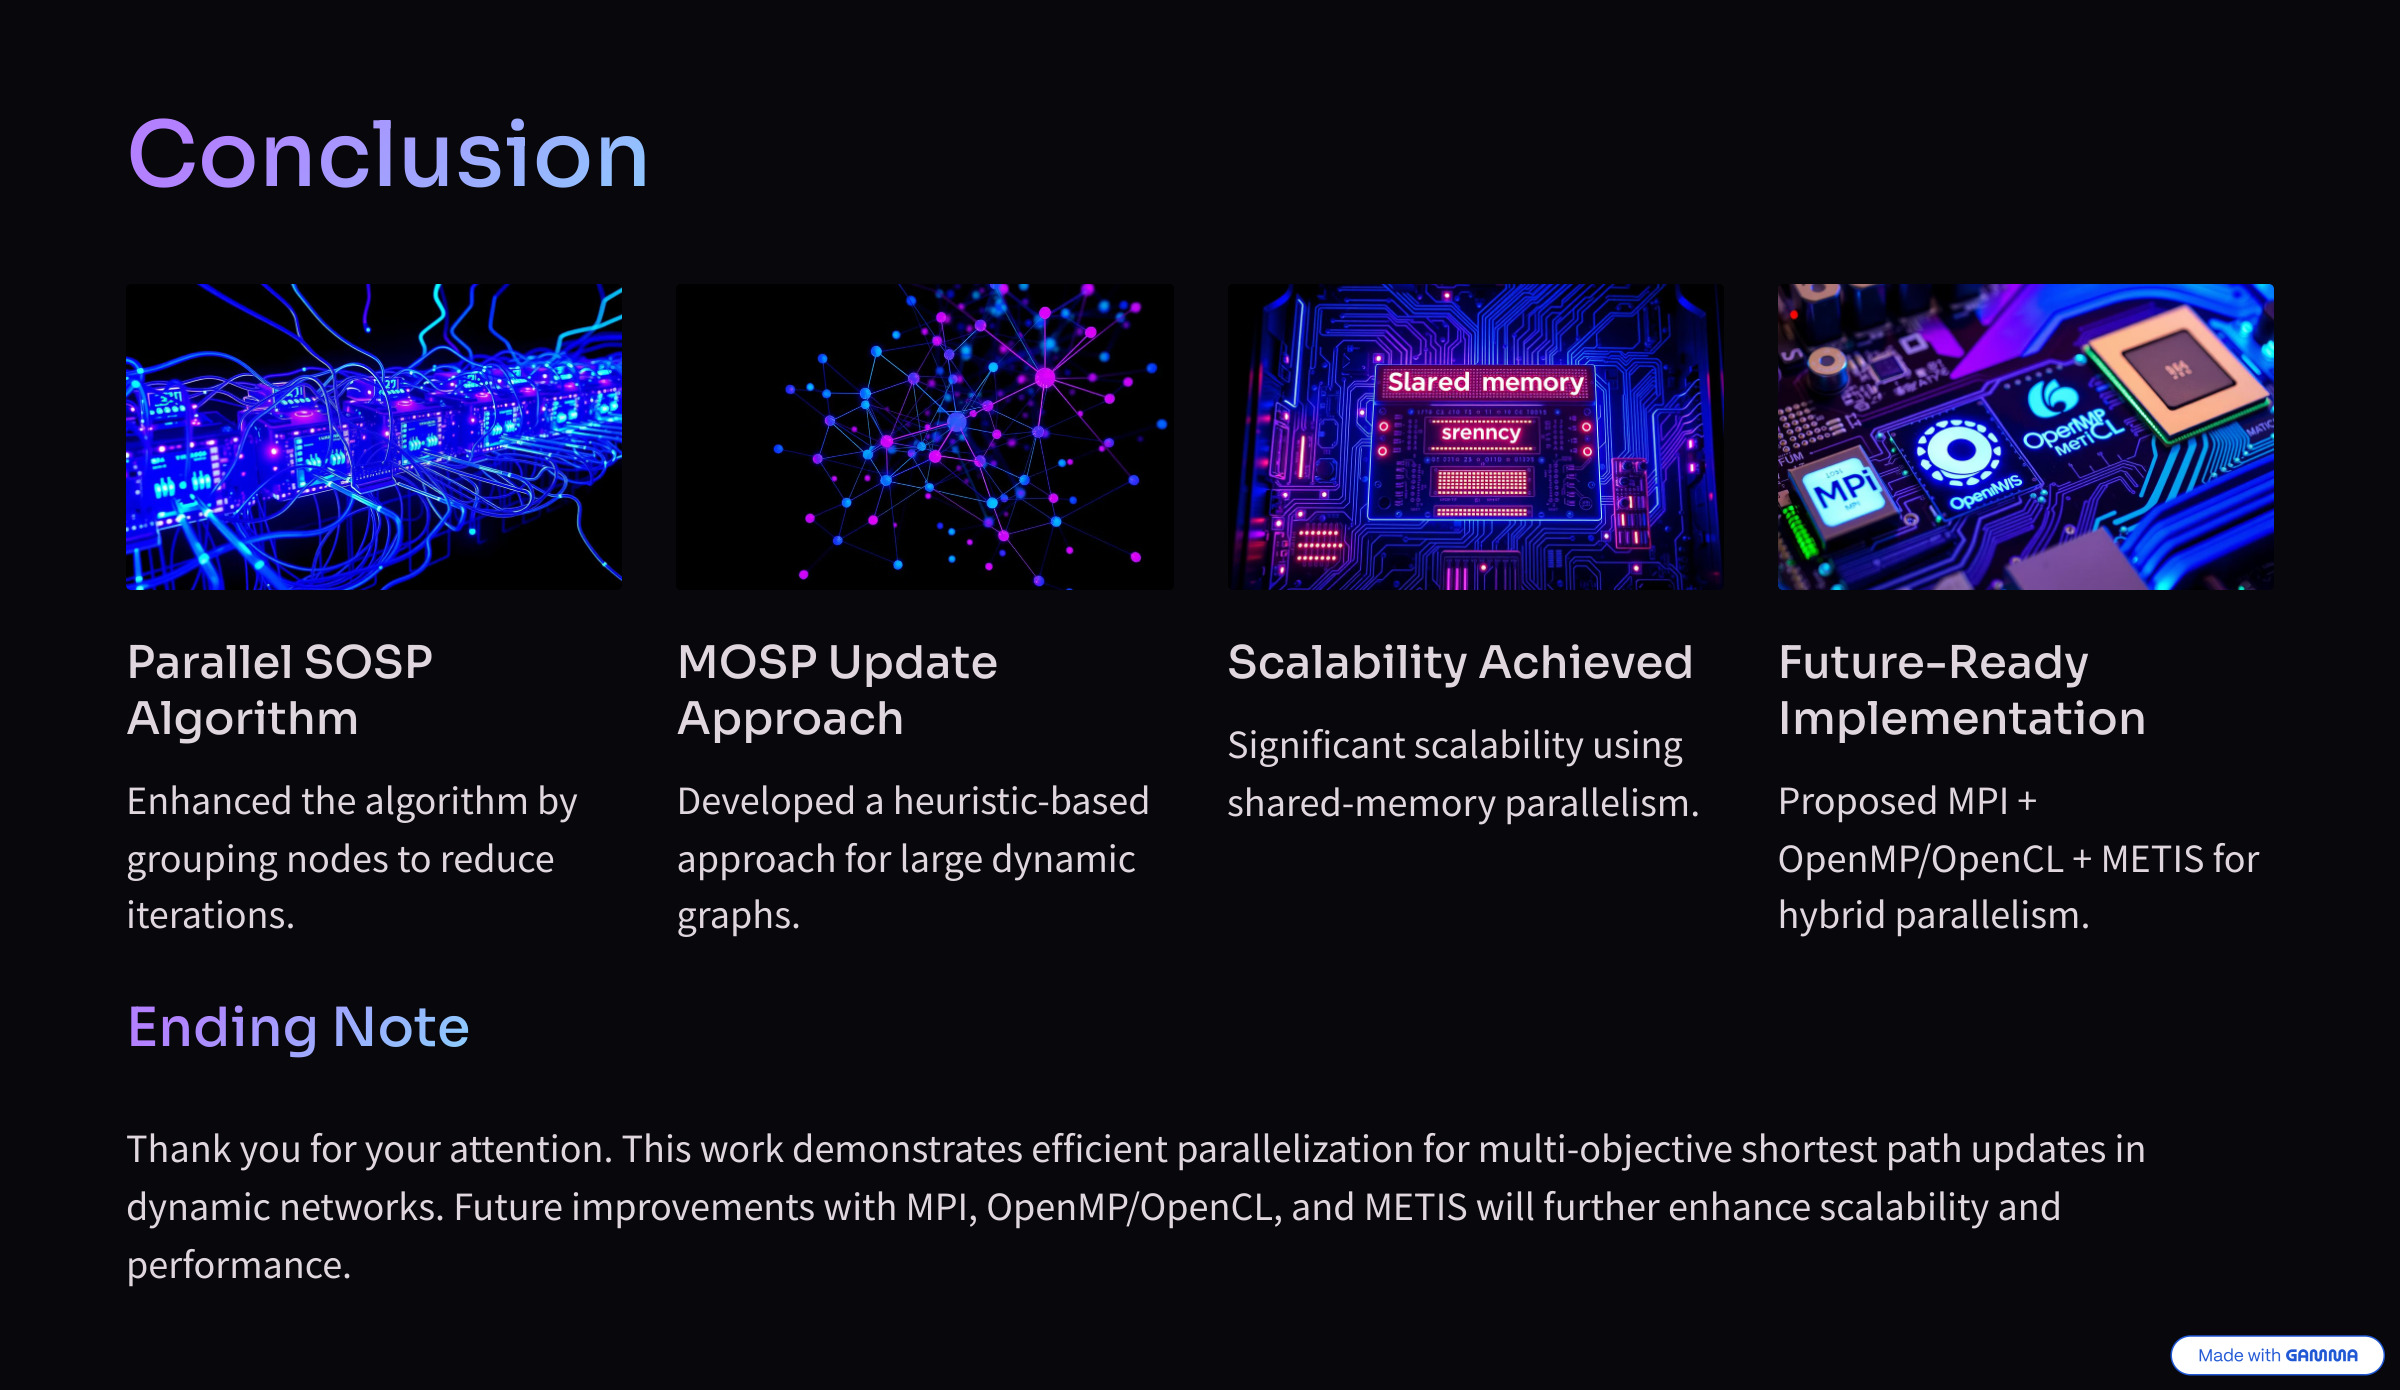 Conclusion
Slared memory
srenncy
MPi
OpenMVIS
OperMAP
MetiCL
Parallel SOSP
Algorithm
Enhanced the algorithm by
grouping nodes to reduce
iterations.
MOSP Update
Approach
Developed a heuristic-based
approach for large dynamic
graphs.
Scalability Achieved
Significant scalability using
shared-memory parallelism.
Future-Ready
Implementation
Proposed MPI +
OpenMP/OpenCL + METIS for
hybrid parallelism.
Ending Note
Thank you for your attention. This work demonstrates efficient parallelization for multi-objective shortest path updates in
dynamic networks. Future improvements with MPI, OpenMP/OpenCL, and METIS will further enhance scalability and
performance.
Made with GAMMA